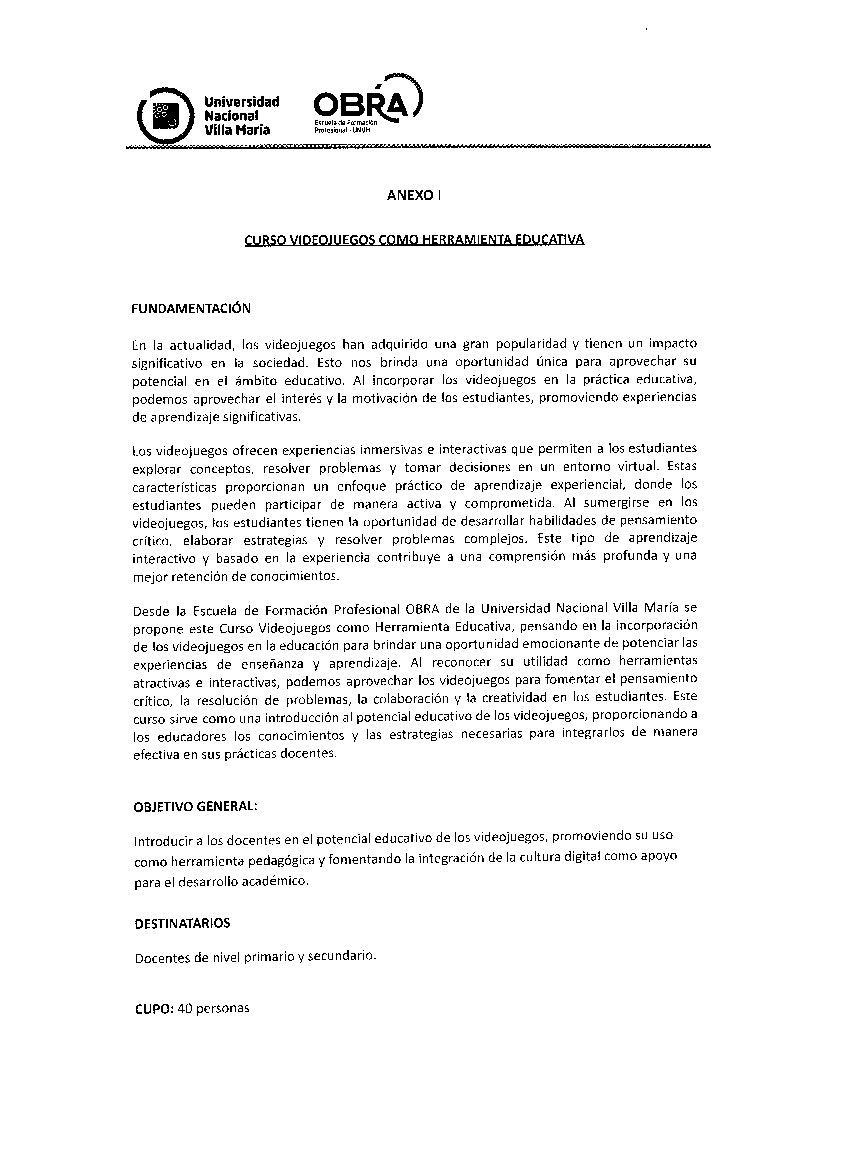 Universidad
Nacional
Villa María
OBRA
Escuela de Formación
Profesional · UNVM
ANEXO I
CURSO VIDEOJUEGOS COMO HERRAMIENTA EDUCATIVA
FUNDAMENTACIÓN
En la actualidad, los videojuegos han adquirido una gran popularidad y tienen un impacto
significativo en la sociedad. Esto nos brinda una oportunidad única para aprovechar su
potencial en el ámbito educativo. Al incorporar los videojuegos en la práctica educativa,
podemos aprovechar el interés y la motivación de los estudiantes, promoviendo experiencias
de aprendizaje significativas.
Los videojuegos ofrecen experiencias inmersivas e interactivas que permiten a los estudiantes
explorar conceptos, resolver problemas y tomar decisiones en un entorno virtual. Estas
características proporcionan un enfoque práctico de aprendizaje experiencial, donde los
estudiantes pueden participar de manera activa y comprometida. Al sumergirse en los
videojuegos, los estudiantes tienen la oportunidad de desarrollar habilidades de pensamiento
crítico, elaborar estrategias y resolver problemas complejos. Este tipo de aprendizaje
interactivo y basado en la experiencia contribuye a una comprensión más profunda y una
mejor retención de conocimientos.
Desde la Escuela de Formación Profesional OBRA de la Universidad Nacional Villa María se
propone este Curso Videojuegos como Herramienta Educativa, pensando en la incorporación
de los videojuegos en la educación para brindar una oportunidad emocionante de potenciar las
experiencias de enseñanza y aprendizaje. Al reconocer su utilidad como herramientas
atractivas e interactivas, podemos aprovechar los videojuegos para fomentar el pensamiento
crítico, la resolución de problemas, la colaboración y la creatividad en los estudiantes. Este
curso sirve como una introducción al potencial educativo de los videojuegos, proporcionando a
los educadores los conocimientos y las estrategias necesarias para integrarlos de manera
efectiva en sus prácticas docentes.
OBJETIVO GENERAL:
Introducir a los docentes en el potencial educativo de los videojuegos, promoviendo su uso
como herramienta pedagógica y fomentando la integración de la cultura digital como apoyo
para el desarrollo académico.
DESTINATARIOS
Docentes de nivel primario y secundario.
CUPO: 40 personas